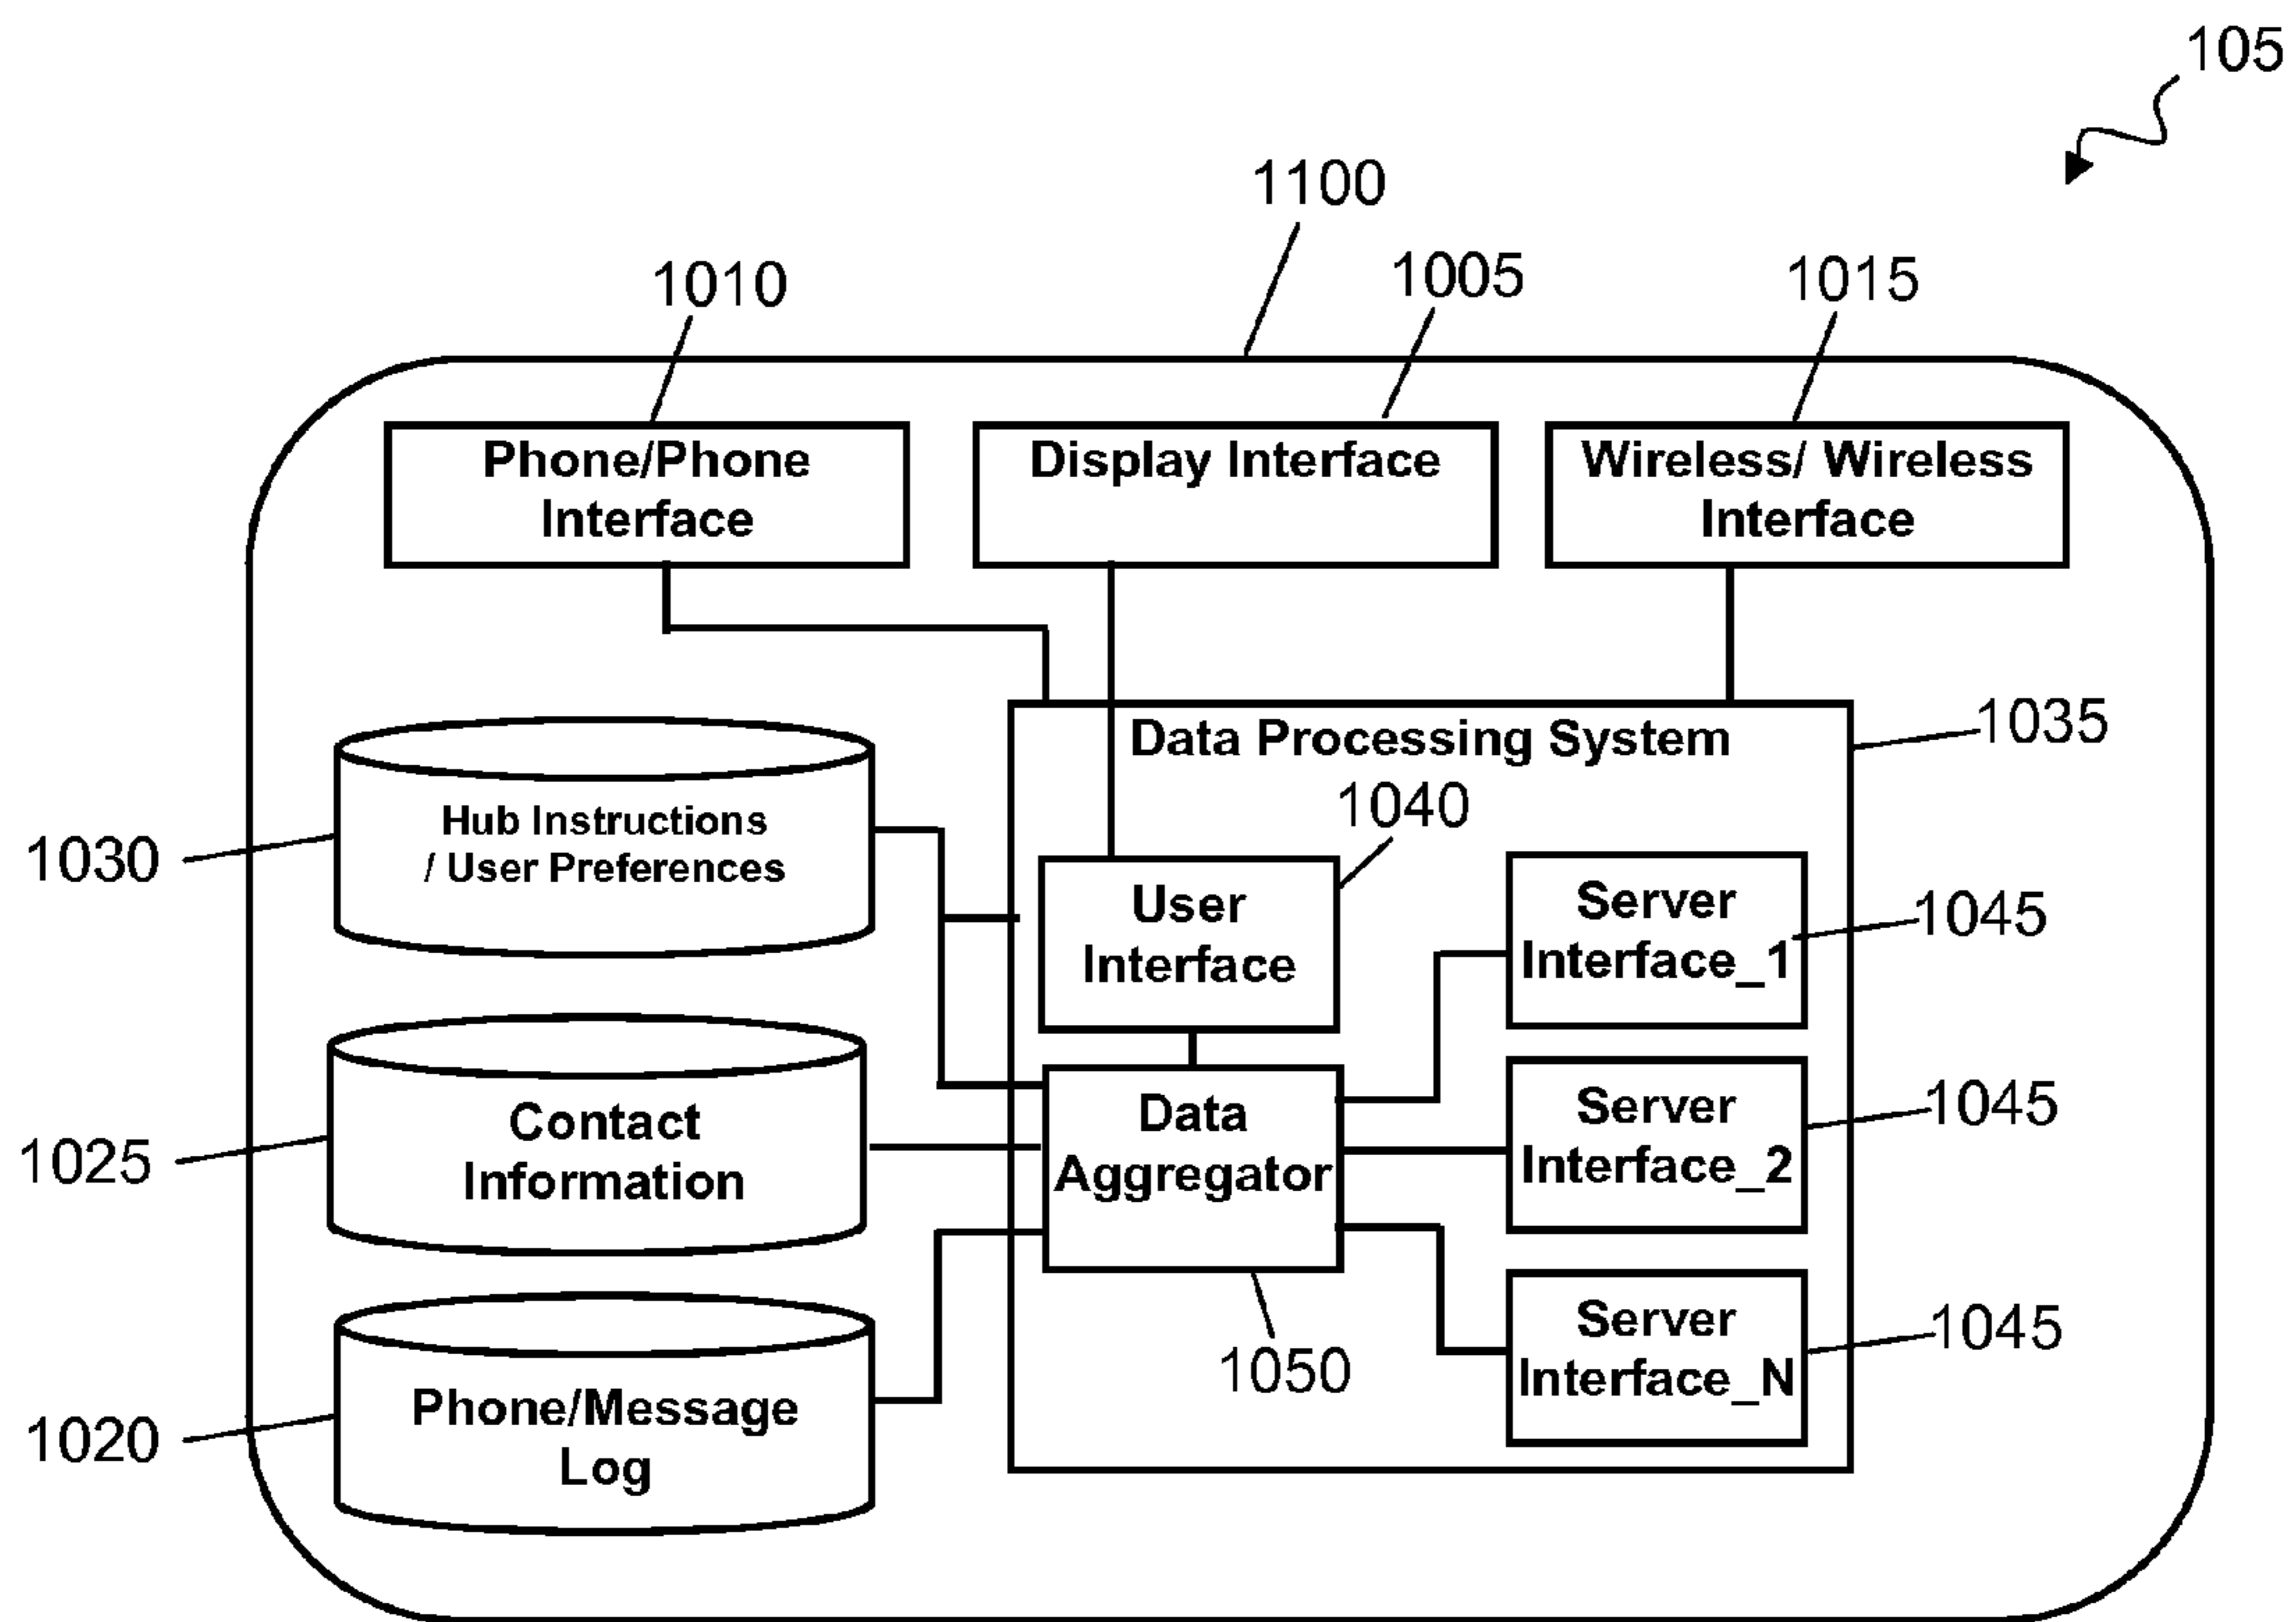 105
1100
1010
1005
1015
Phone/Phone
Interface
Display Interface
Wireless/ Wireless
Interface
Data Processing System
1035
1030
Hub Instructions
/ User Preferences
1040
User
Interface
Server
Interface_1
1045
1025
Contact
Information
Data
Aggregator
Server
Interface_2
1045
1020
Phone/Message
Log
1050
Server
Interface_N
1045